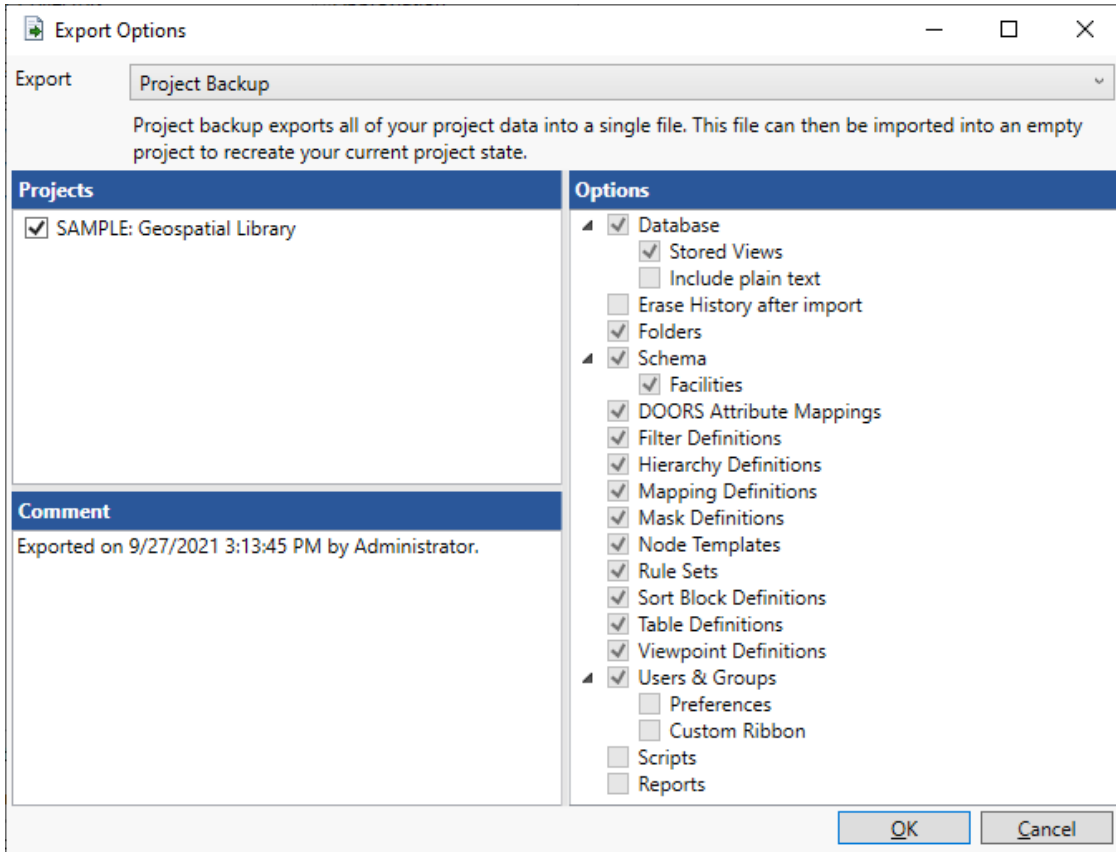 Export Options
Export
Project Backup
Project backup exports all of your project data into a single file. This file can then be imported into an empty
project to recreate your current project state.
Projects
SAMPLE: Geospatial Library
Comment
Exported on 9/27/2021 3:13:45 PM by Administrator.
Options
Database
Stored Views
Include plain text
Erase History after import
Folders
Schema
Facilities
DOORS Attribute Mappings
Filter Definitions
Hierarchy Definitions
Mapping Definitions
Mask Definitions
Node Templates
Rule Sets
Sort Block Definitions
Table Definitions
Viewpoint Definitions
Users & Groups
Preferences
Custom Ribbon
Scripts
Reports
OK
Cancel